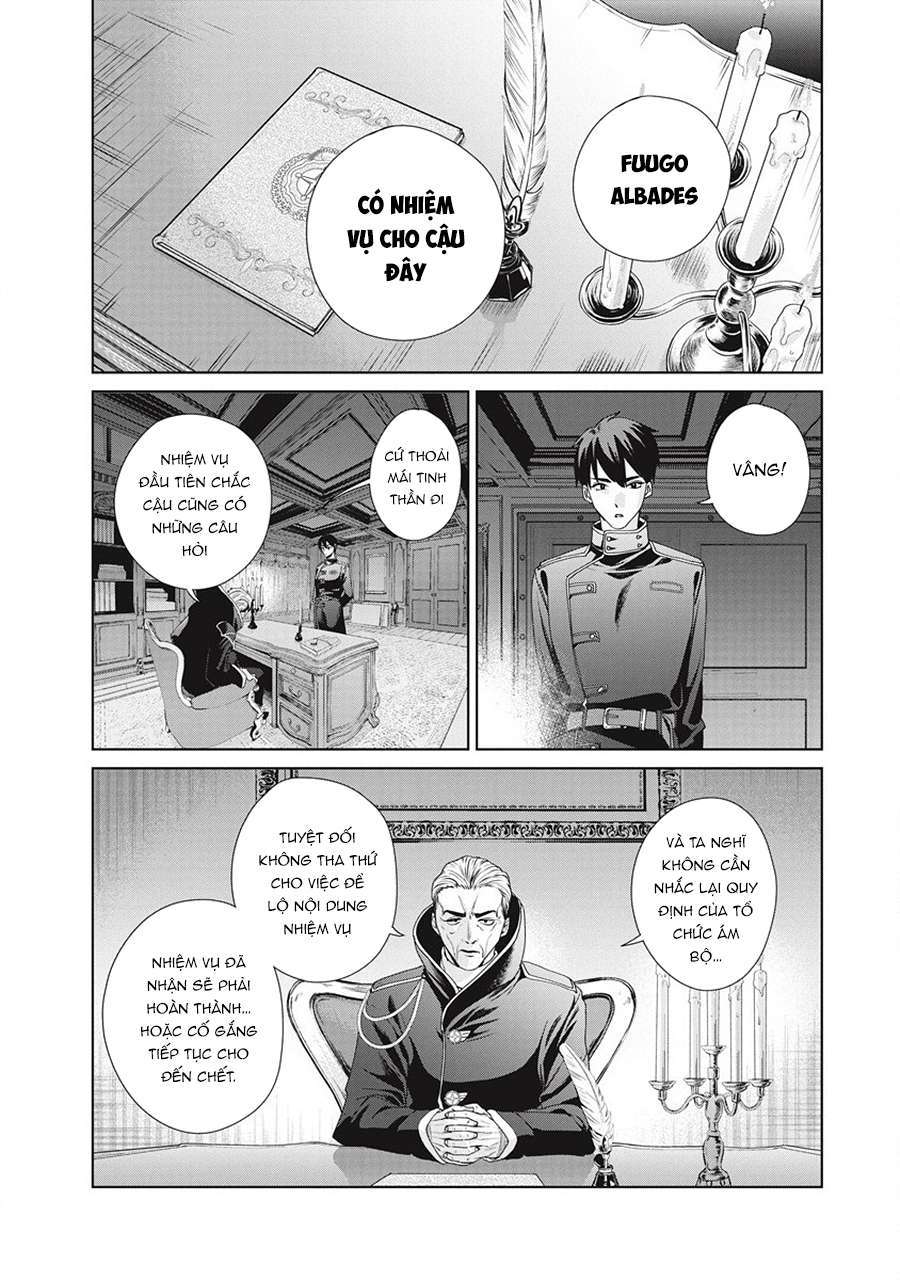 FUUGO
ALBADES
CÓ NHIỆM
VỤ CHO CẬU
ĐÂY
VÂNG!
CỨ THOẢI
MÁI TINH
THẦN ĐI
NHIỆM VỤ
ĐẦU TIÊN CHẮC
CẬU CŨNG CÓ
NHỮNG CÂU
HỎI
VÀ TA NGHĨ
KHÔNG CẦN
NHẮC LẠI QUY
ĐỊNH CỦA TỔ
CHỨC ÁM
BỘ...
TUYỆT ĐỐI
KHÔNG THA THỨ
CHO VIỆC ĐỂ
LỘ NỘI DUNG
NHIỆM VỤ
NHIỆM VỤ ĐÃ
NHẬN SẼ PHẢI
HOÀN THÀNH...
HOẶC CỐ GẮNG
TIẾP TỤC CHO
ĐẾN CHẾT.